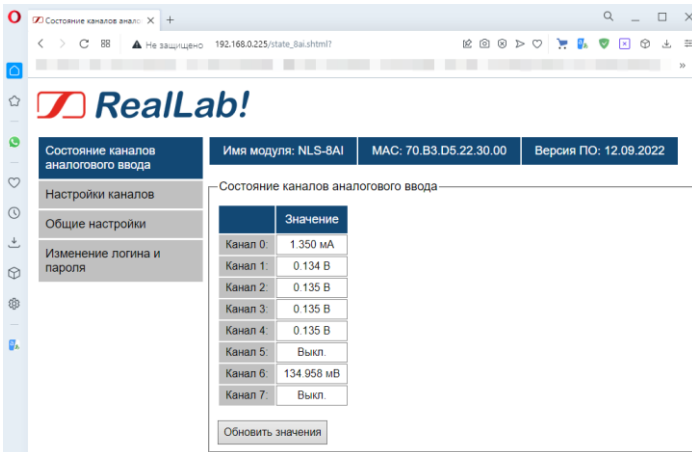 Состояние каналов анало
Не защищено 192.168.0.225/state_8ai.shtml?
RealLab!
Состояние каналов
аналогового ввода
Настройки каналов
Общие настройки
Изменение логина и
пароля
Имя модуля: NLS-8AI
MAC: 70.B3.D5.22.30.00
Версия ПО: 12.09.2022
Состояние каналов аналогового ввода
Значение
Канал 0: 1.350 мА
Канал 1: 0.134 В
Канал 2: 0.135 В
Канал 3: 0.135 В
Канал 4: 0.135 В
Канал 5: Выкл.
Канал 6: 134.958 мВ
Канал 7: Выкл.
Обновить значения